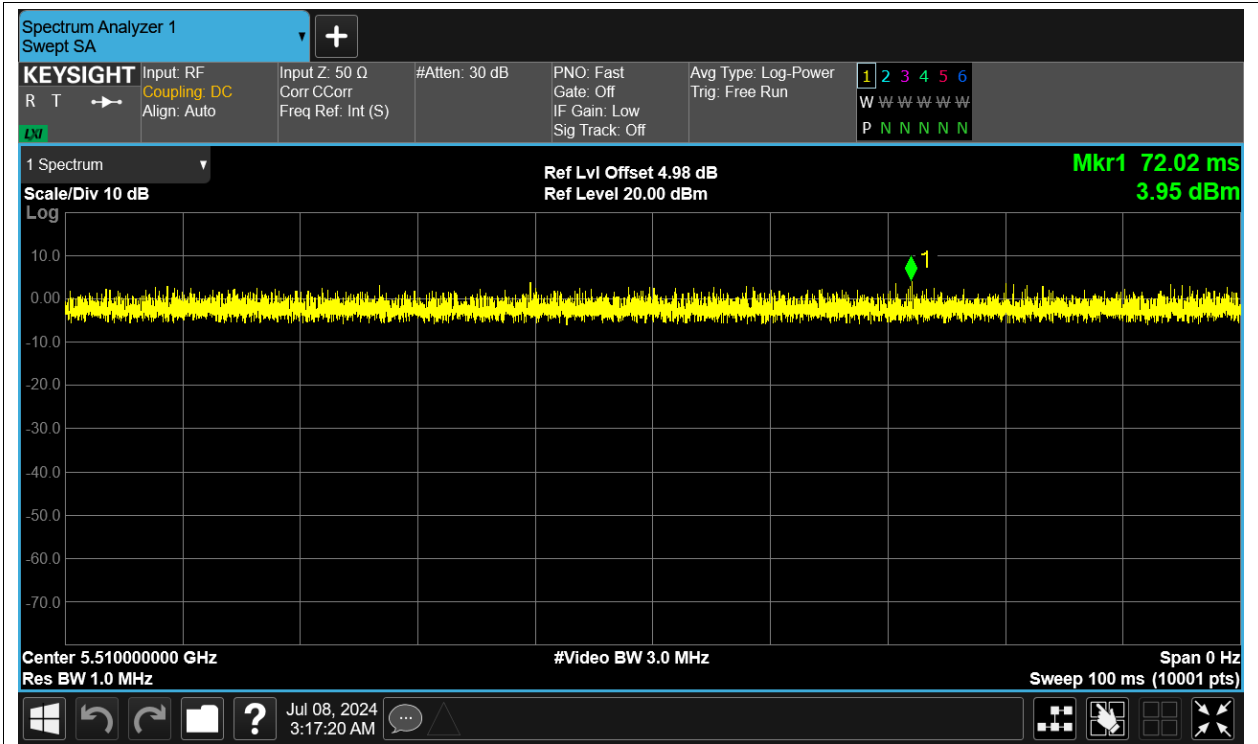 Spectrum Analyzer 1
Swept SA
KEYSIGHT
R T
LXI
Input: RF
Coupling: DC
Align: Auto
Input Z: 50 Ω
Corr CCorr
Freq Ref: Int (S)
#Atten: 30 dB
PNO: Fast
Gate: Off
IF Gain: Low
Sig Track: Off
Avg Type: Log-Power
Trig: Free Run
1 2 3 4 5 6
W W W W W W
P N N N N N
1 Spectrum
Scale/Div 10 dB
Log
Ref Lvl Offset 4.98 dB
Ref Level 20.00 dBm
Mkr1 72.02 ms
3.95 dBm
1
10.0
0.00
-10.0
-20.0
-30.0
-40.0
-50.0
-60.0
-70.0
Center 5.510000000 GHz
Res BW 1.0 MHz
#Video BW 3.0 MHz
Span 0 Hz
Sweep 100 ms (10001 pts)
?
Jul 08, 2024
3:17:20 AM